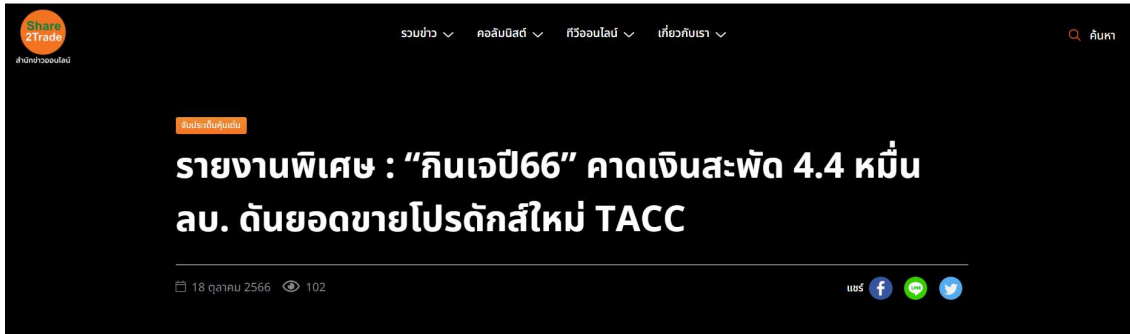 Share
2Trade
สำนักข่าวออนไลน์
รวมข่าว
คอลัมนิสต์
ทีวีออนไลน์
เกี่ยวกับเรา
ค้นหา
จับประเด็นหุ้นเด่น
รายงานพิเศษ : “กินเจปี66” คาดเงินสะพัด 4.4 หมื่น
ลบ. ดันยอดขายโปรดักส์ใหม่ TACC
18 ตุลาคม 2566 102
แชร์